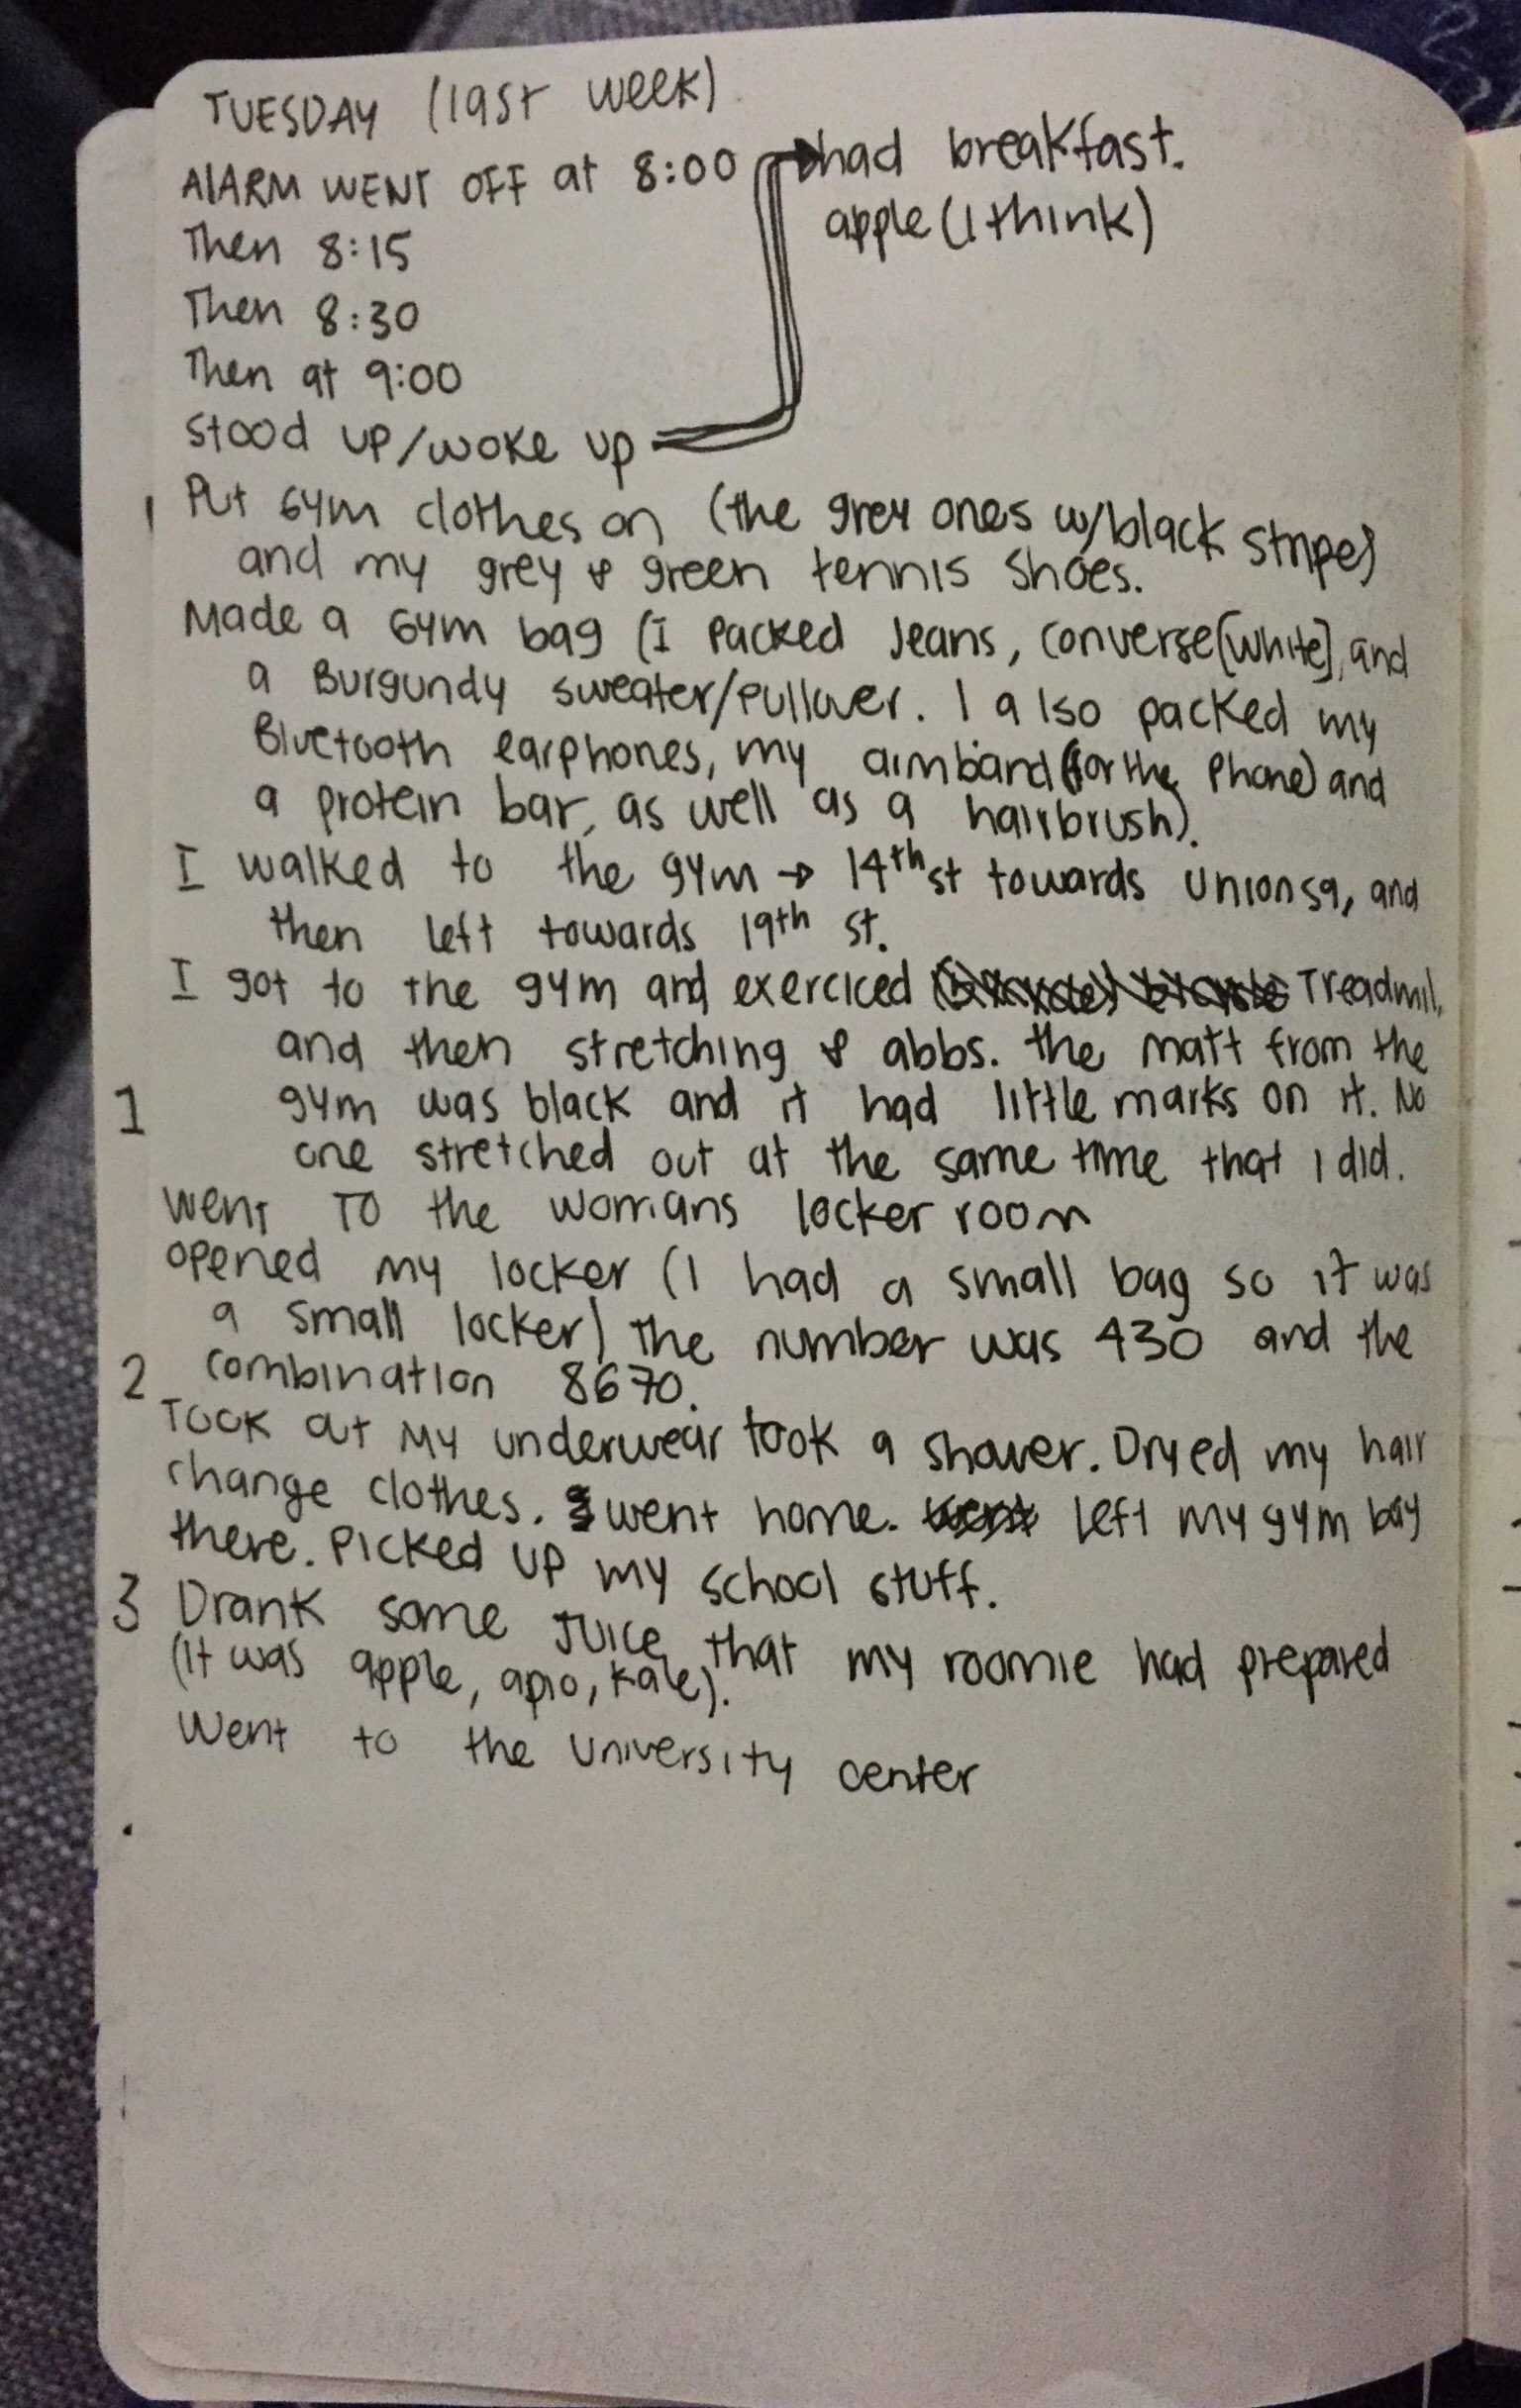 TUESDAY (last week)
AlARM WENT OFF at 8:00
had breakfast.
apple (I think)
Then 8:15
Then 8:30
Then at 9:00
Stood up/woke up
1 Put Gym clothes on (the grey ones w/black stripes)
and my grey & green tennis shoes.
Made a Gym bag (I packed Jeans, converse [white], and
a Burgundy sweater/pullover. I also packed my
Bluetooth earphones, my armband (for the phone) and
a protein bar, as well as a hairbrush).
I walked to the gym → 14th st towards Union sq, and
then left towards 19th st.
I got to the gym and exerciced Treadmil,
and then stretching & abbs. the matt from the
1 gym was black and it had little marks on it. No
one stretched out at the same time that I did.
Went To the womans locker room
opened my locker (I had a small bag so it was
a small locker) the number was 430 and the
2 combination 8670.
Took out My underwear took a shower. Dryed my hair
change clothes. went home. Left my gym bag
there. Picked up my school stuff.
3 Drank some Juice that my roomie had prepared
(It was apple, apio, kale).
Went to the University center